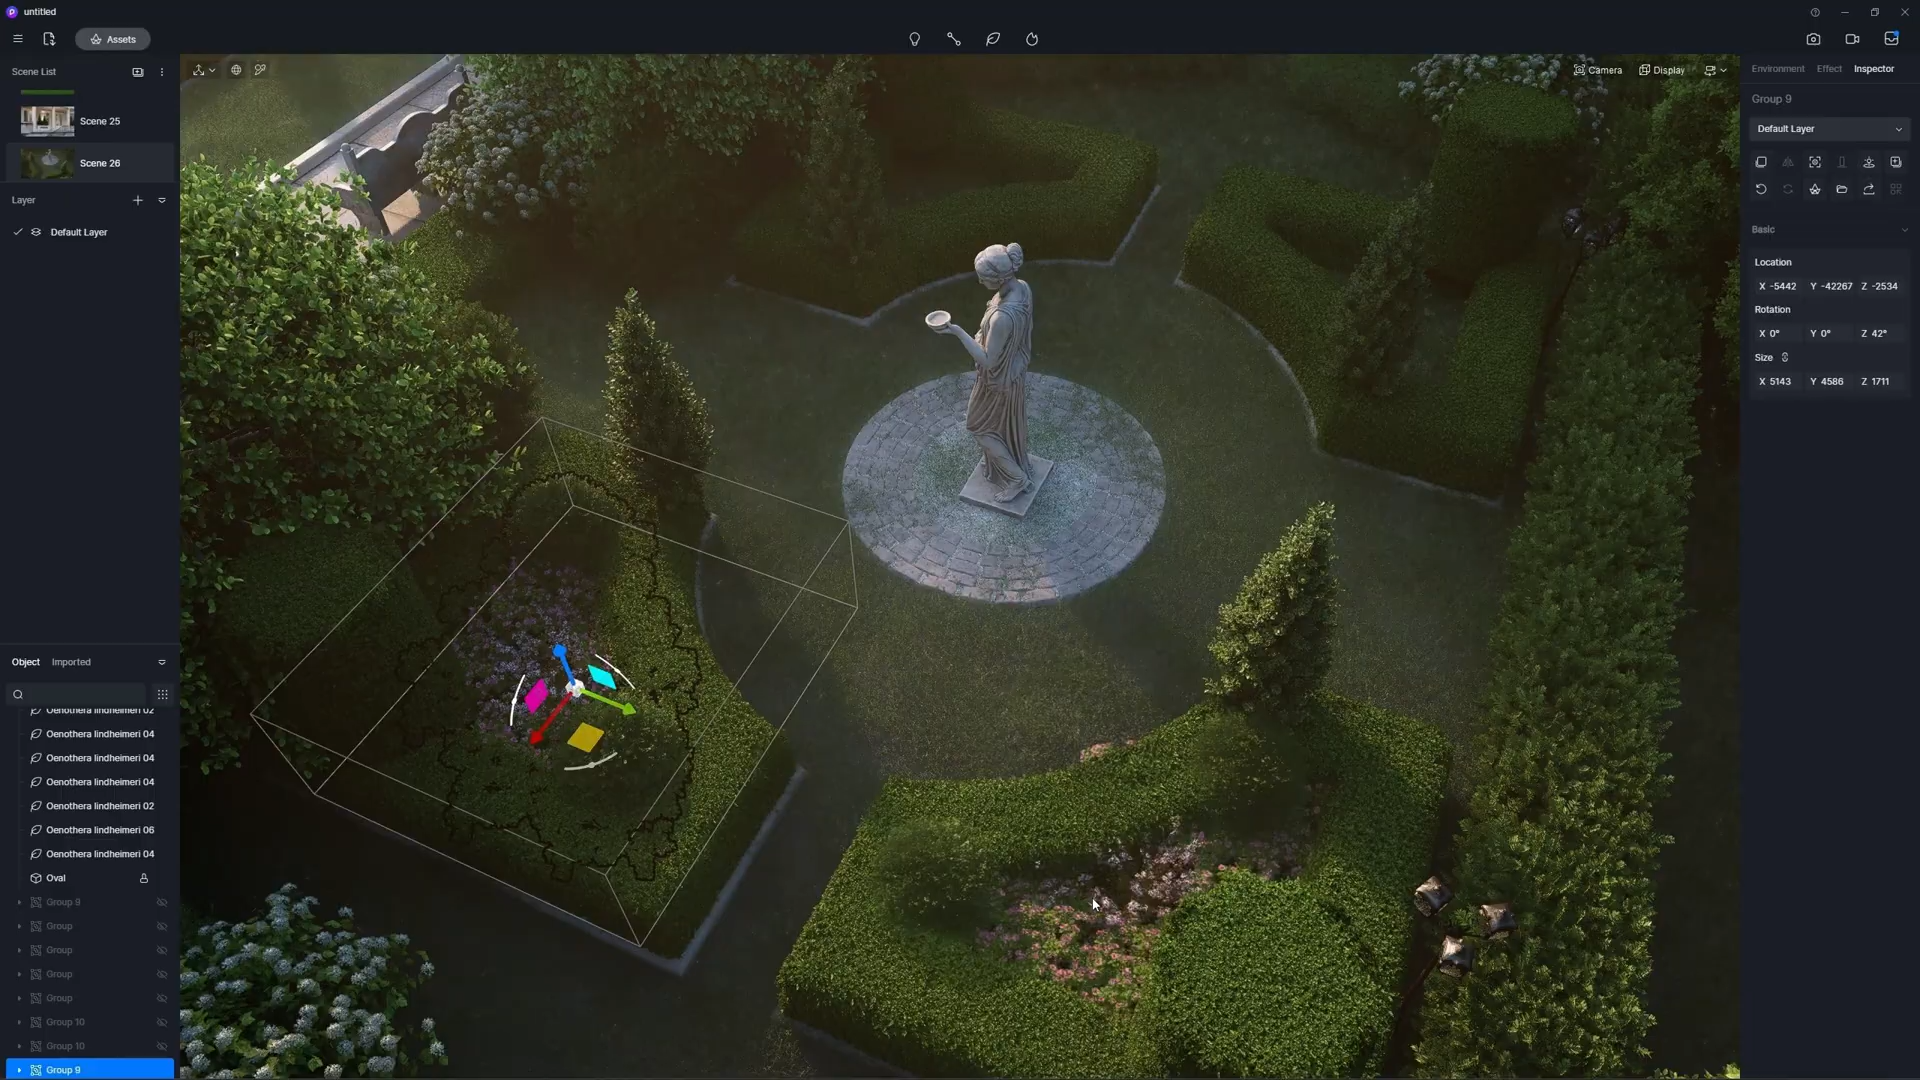 untitled
Assets
Scene List
Scene 25
Scene 26
Layer
Default Layer
Camera
Display
Environment Effect Inspector
Group 9
Default Layer
Basic
Location
X -5442 Y -42267 Z -2534
Rotation
X 0° Y 0° Z 42°
Size
X 5143 Y 4586 Z 1711
Object Imported
Oenothera lindheimeri 02
Oenothera lindheimeri 04
Oenothera lindheimeri 04
Oenothera lindheimeri 04
Oenothera lindheimeri 02
Oenothera lindheimeri 06
Oenothera lindheimeri 04
Oval
Group 9
Group
Group
Group
Group
Group 10
Group 10
Group 9